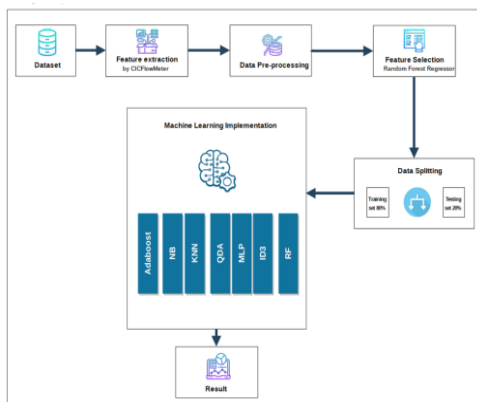 Dataset
Feature extraction
by CICFlowMeter
Data Pre-processing
Feature Selection
Random Forest Regressor
Data Splitting
Training
set 80%
Testing
set 20%
Machine Learning Implementation
Adaboost
NB
KNN
QDA
MLP
ID3
RF
Result